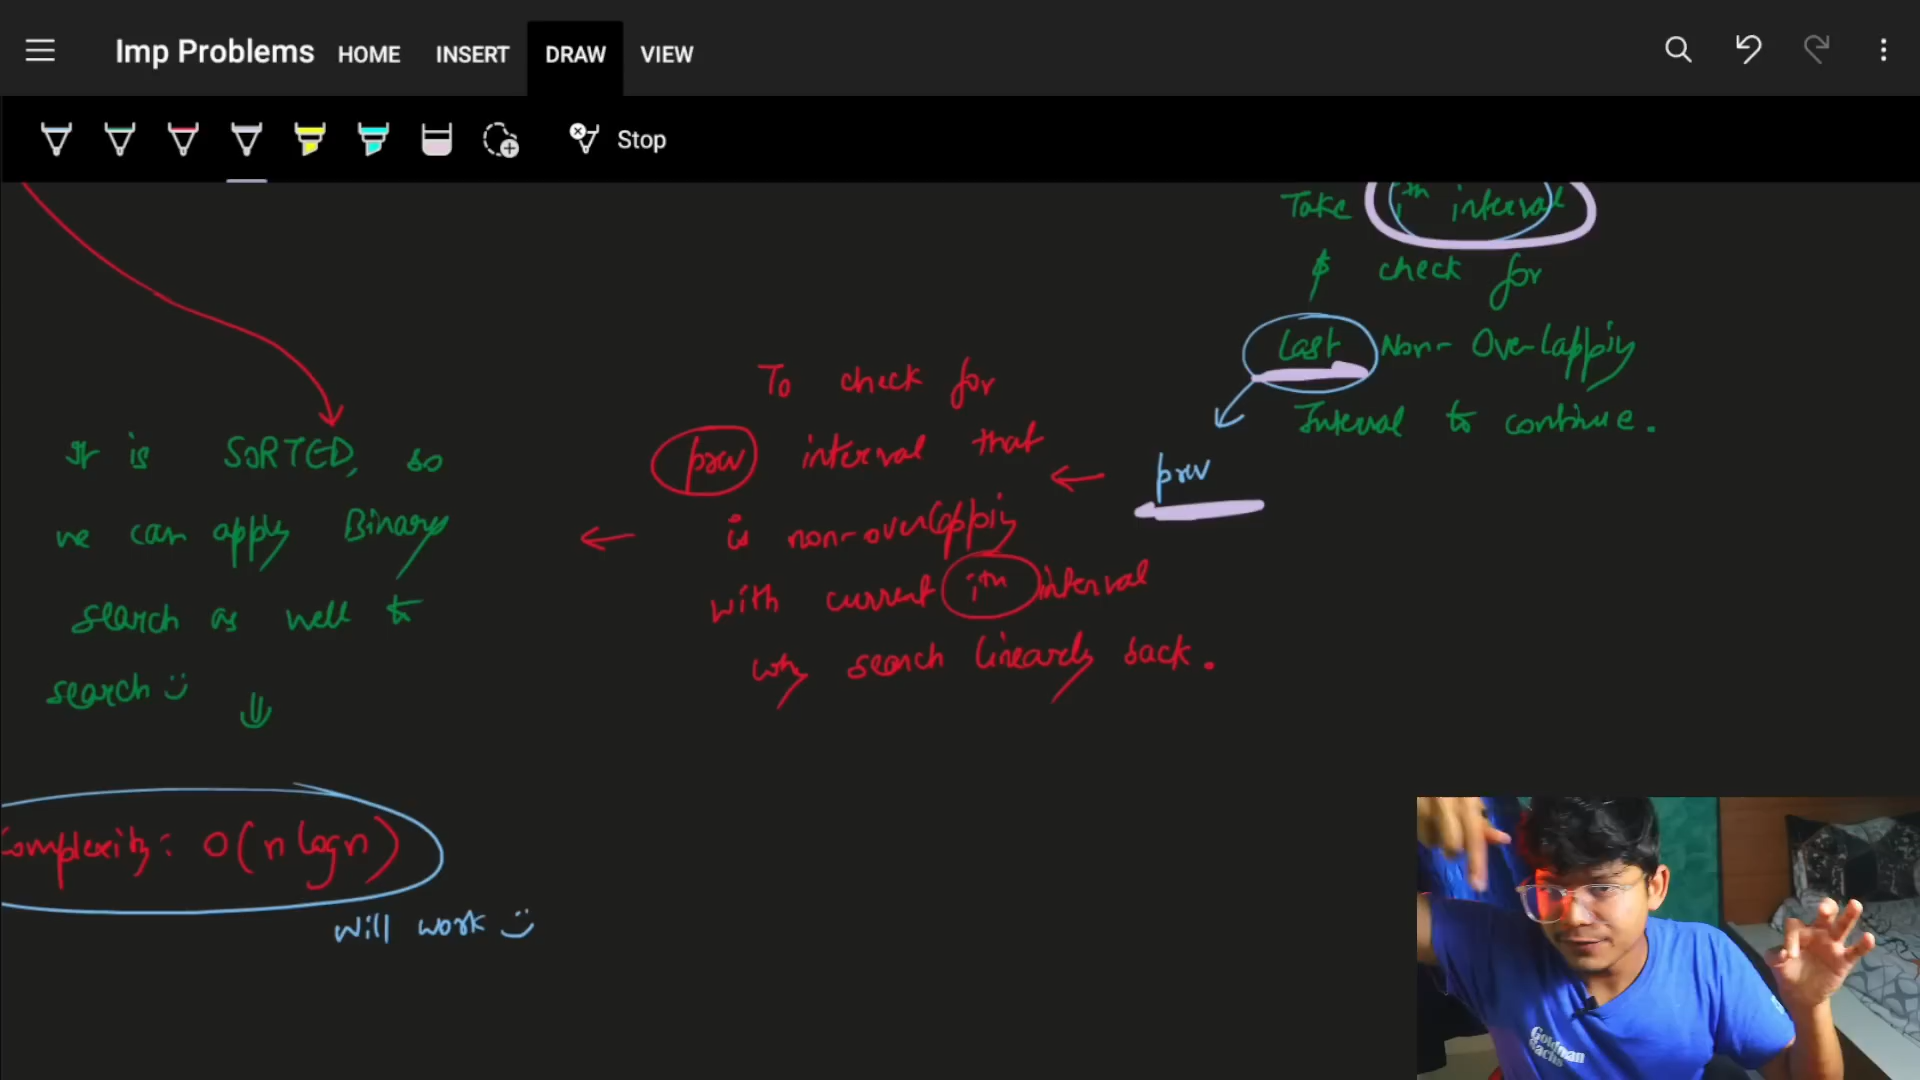 Imp Problems HOME INSERT DRAW VIEW
Stop
Take ith interval
& check for
Last Non-Overlapping
Interval to continue.
prev
To check for
prev interval that
is non-overlapping
with current ith interval
why search linearly back.
It is SORTED, so
we can apply Binary
search as well to
search
Complexity: O(n logn)
will work
Goldman
Sachs